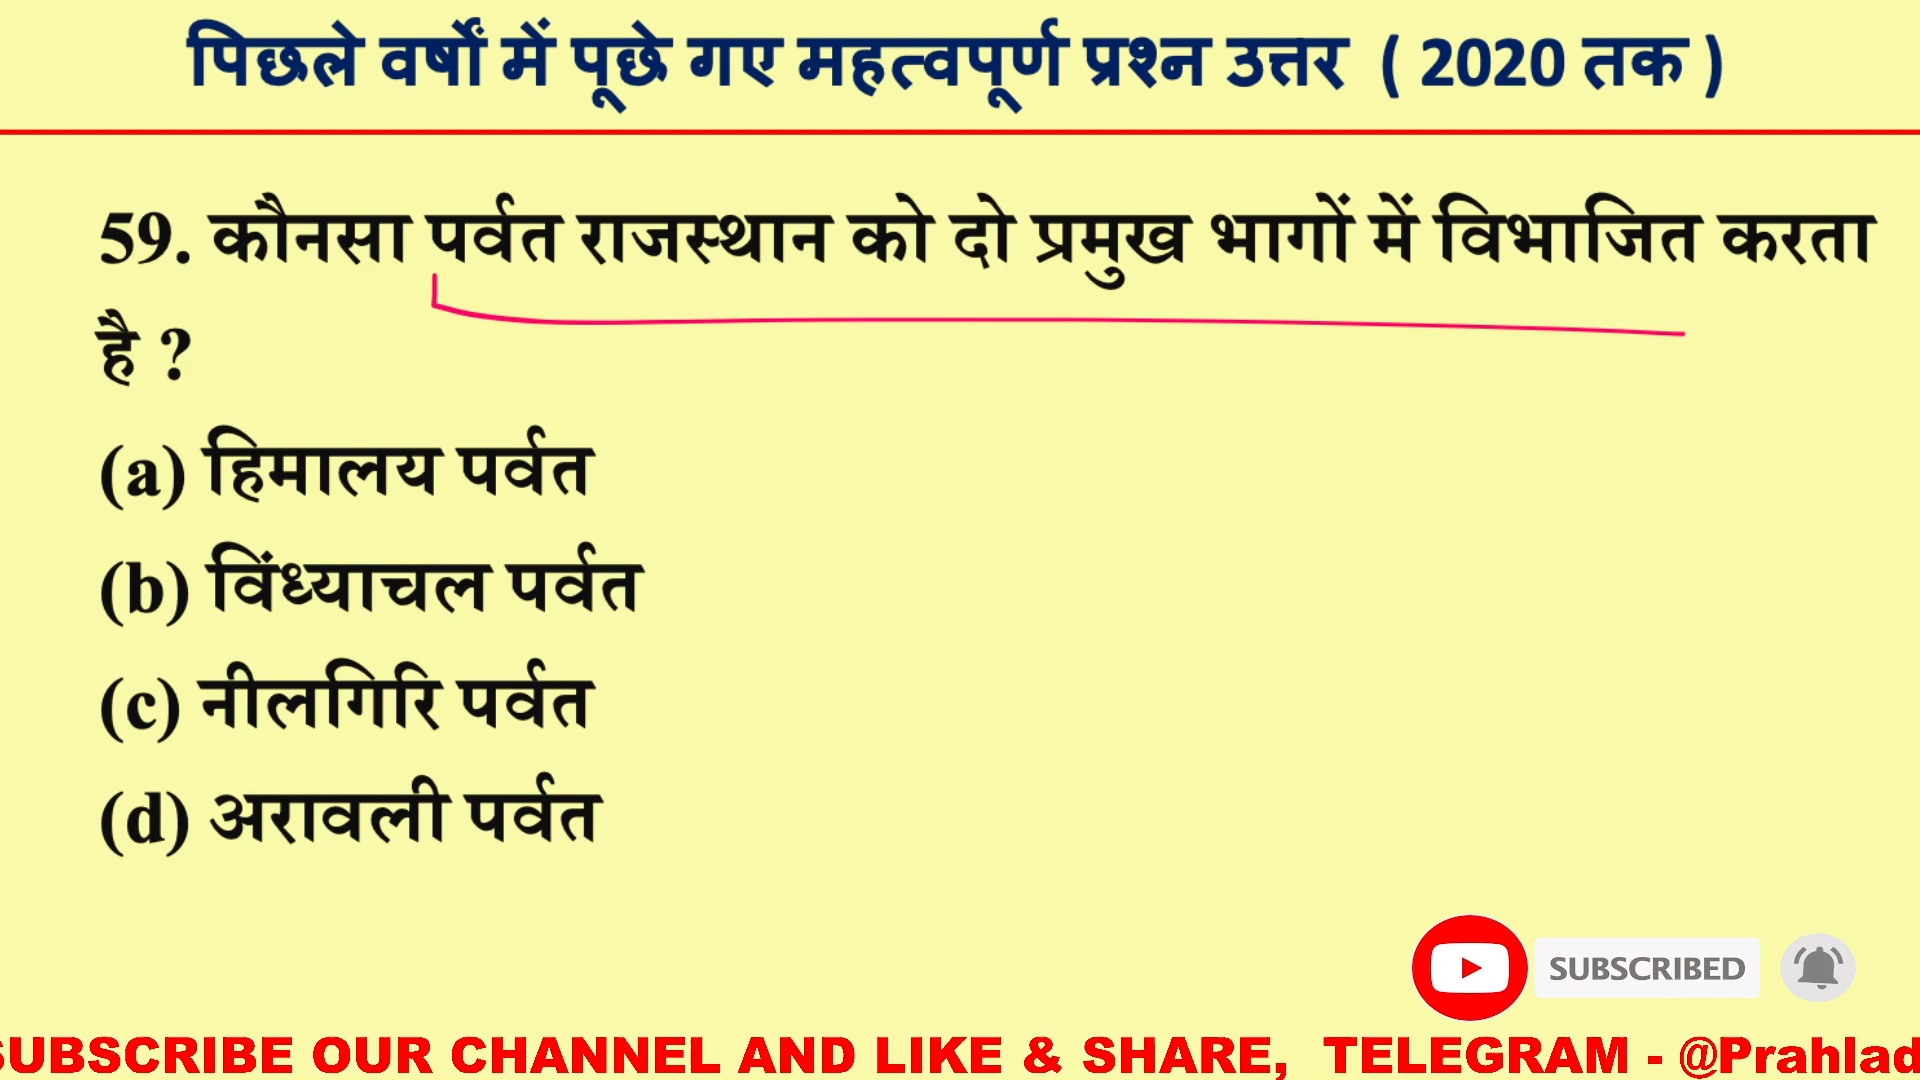 पिछले वर्षों में पूछे गए महत्वपूर्ण प्रश्न उत्तर ( 2020 तक )
59. कौनसा पर्वत राजस्थान को दो प्रमुख भागों में विभाजित करता
है ?
(a) हिमालय पर्वत
(b) विंध्याचल पर्वत
(c) नीलगिरि पर्वत
(d) अरावली पर्वत
SUBSCRIBED
SUBSCRIBE OUR CHANNEL AND LIKE & SHARE, TELEGRAM - @Prahlad